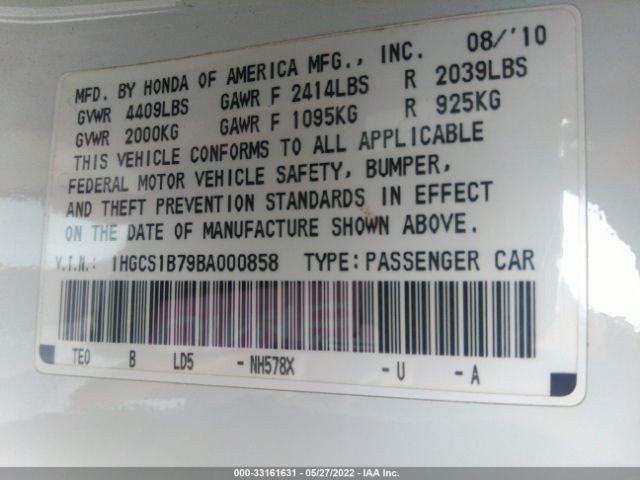 MFD. BY HONDA OF AMERICA MFG., INC. 08/'10
GVWR 4409LBS GAWR F 2414LBS R 2039LBS
GVWR 2000KG GAWR F 1095KG R 925KG
THIS VEHICLE CONFORMS TO ALL APPLICABLE
FEDERAL MOTOR VEHICLE SAFETY, BUMPER,
AND THEFT PREVENTION STANDARDS IN EFFECT
ON THE DATE OF MANUFACTURE SHOWN ABOVE.
V.I.N.: 1HGCS1B79BA000858 TYPE: PASSENGER CAR
TE0 B LD5 - NH578X - U - A
000-33161631 - 05/27/2022 - IAA Inc.